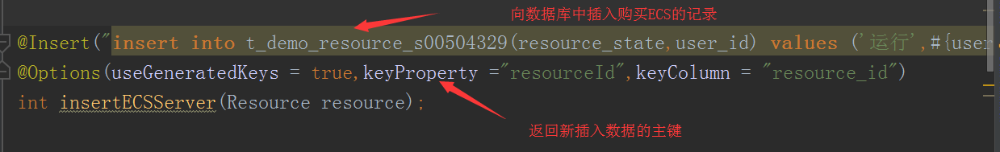 向数据库中插入购买ECS的记录
@Insert("insert into t_demo_resource_s00504329(resource_state,user_id) values ('运行',#{user
@Options(useGeneratedKeys = true,keyProperty ="resourceId",keyColumn = "resource_id")
int insertECSServer(Resource resource);
返回新插入数据的主键